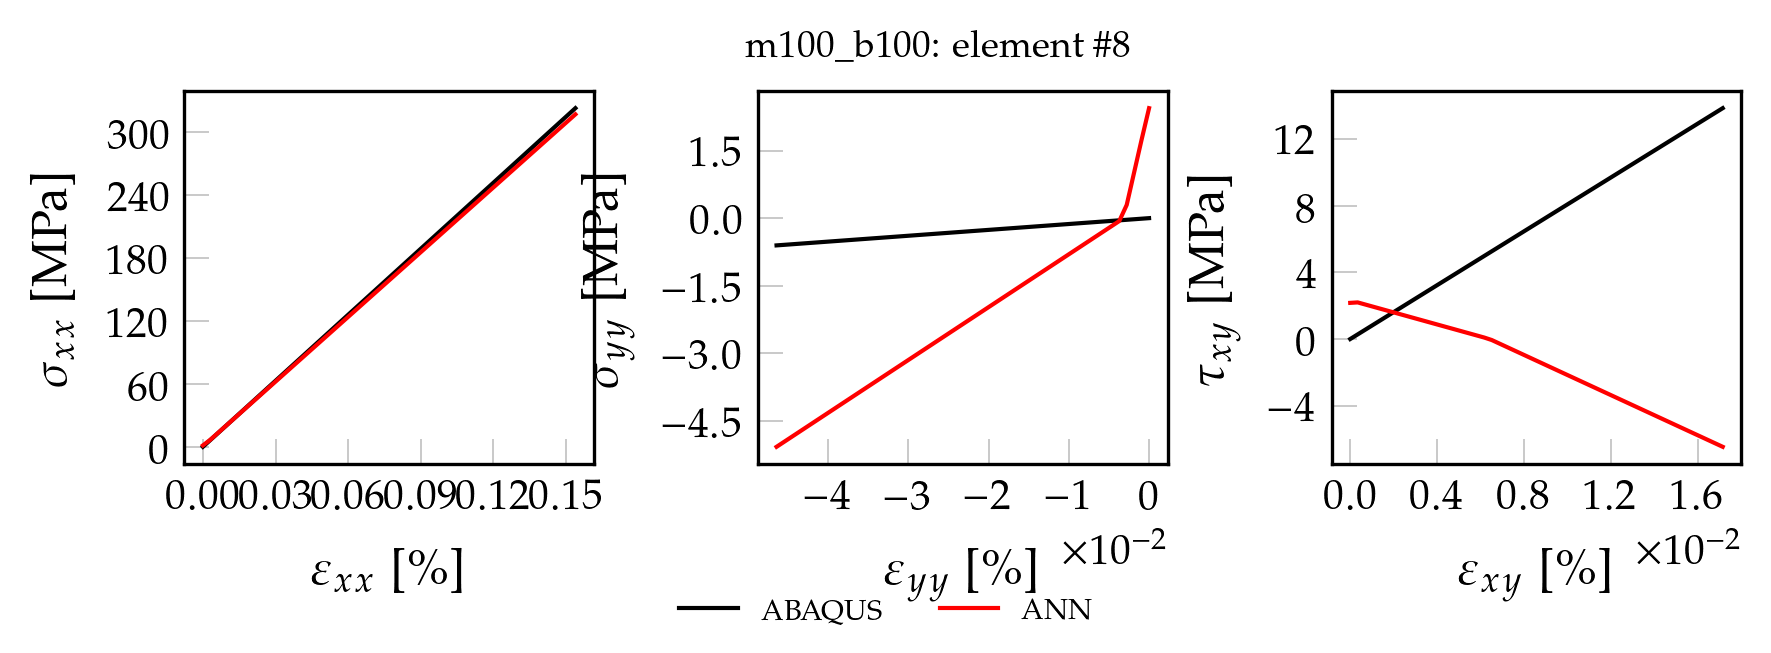 m100_b100: element #8
σxx [MPa]
300
240
180
120
60
0
0.00 0.03 0.06 0.09 0.12 0.15
εxx [%]
σyy [MPa]
1.5
0.0
−1.5
−3.0
−4.5
−4 −3 −2 −1 0
×10−2
εyy [%]
τxy [MPa]
12
8
4
0
−4
0.0 0.4 0.8 1.2 1.6
×10−2
εxy [%]
ABAQUS ANN